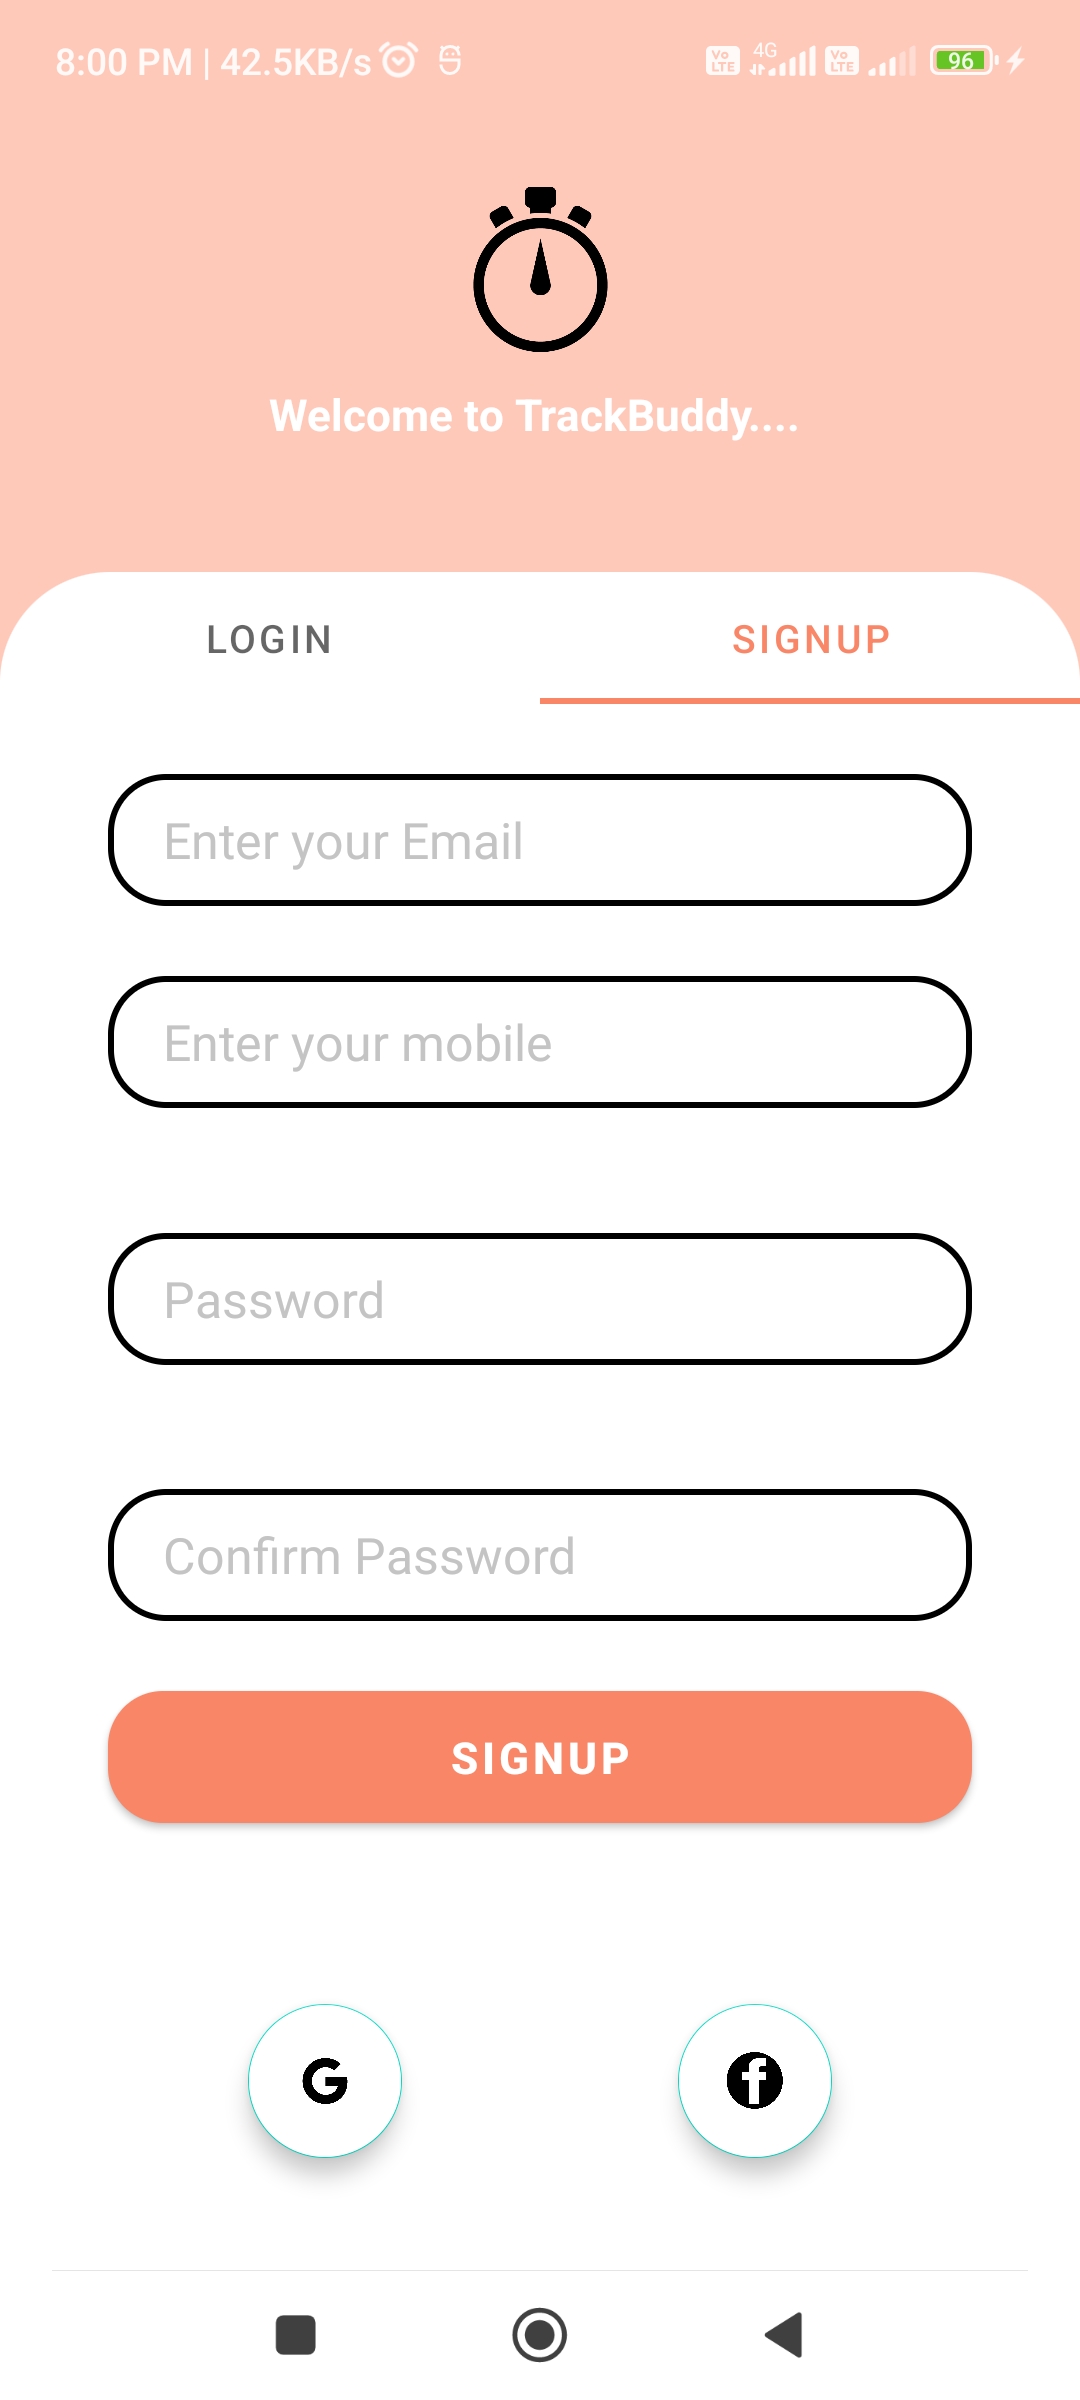 8:00 PM | 42.5KB/s Vo LTE 4G Vo LTE 96
Welcome to TrackBuddy....
LOGIN SIGNUP
Enter your Email
Enter your mobile
Password
Confirm Password
SIGNUP
G f